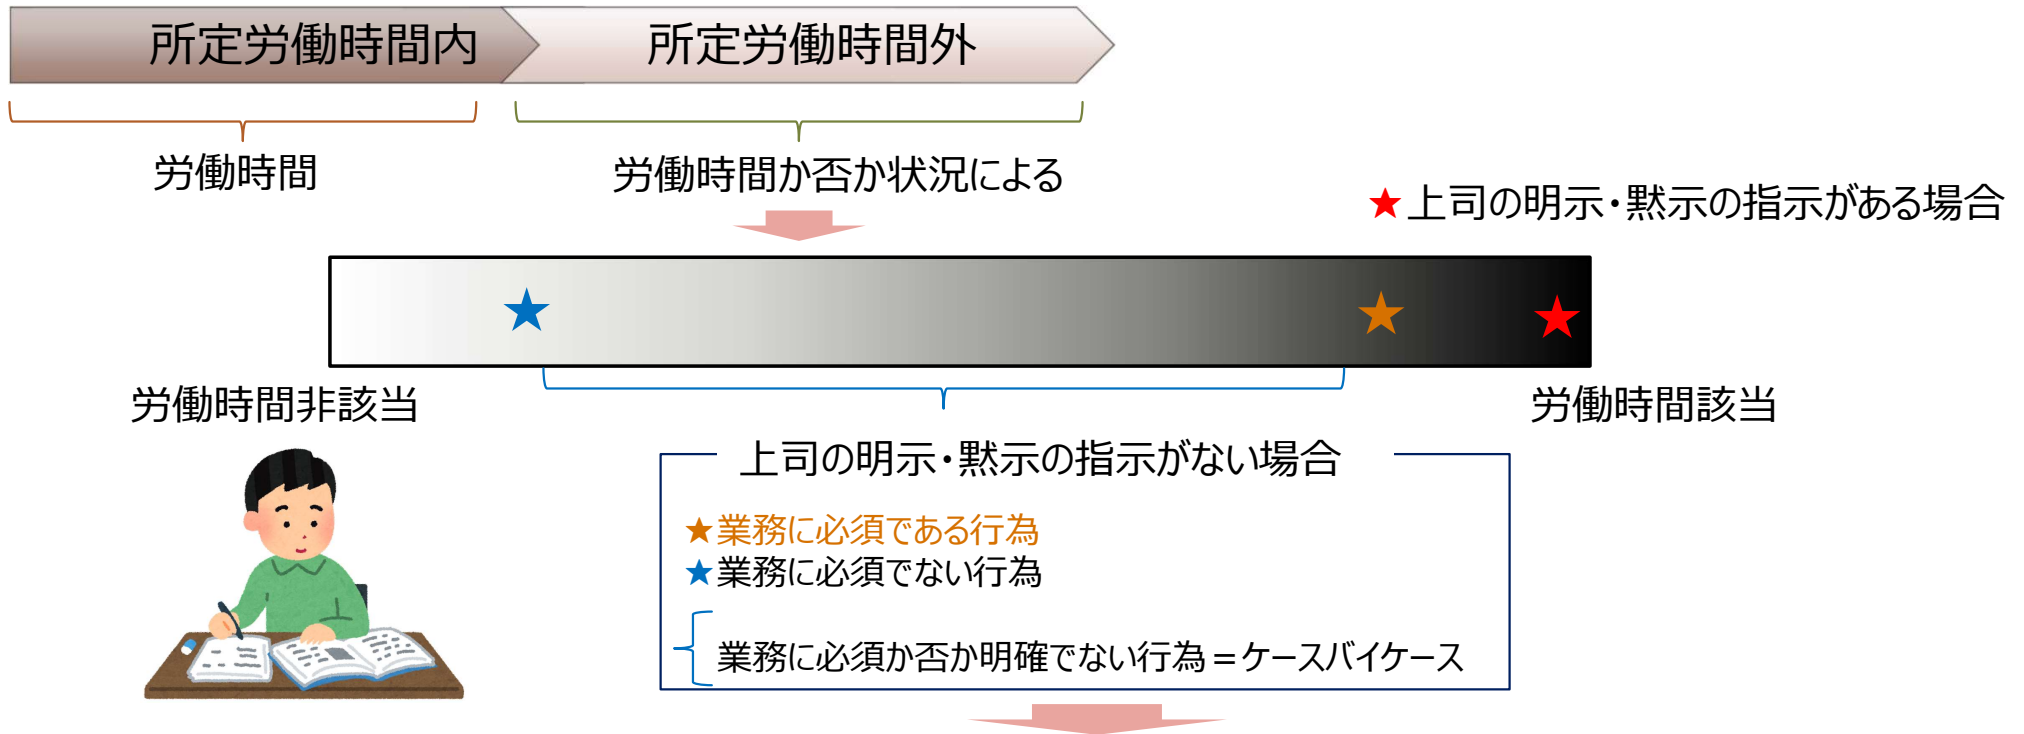 所定労働時間内
所定労働時間外
労働時間
労働時間か否か状況による
★上司の明示・黙示の指示がある場合
労働時間非該当
労働時間該当
上司の明示・黙示の指示がない場合
★業務に必須である行為
★業務に必須でない行為
業務に必須か否か明確でない行為＝ケースバイケース